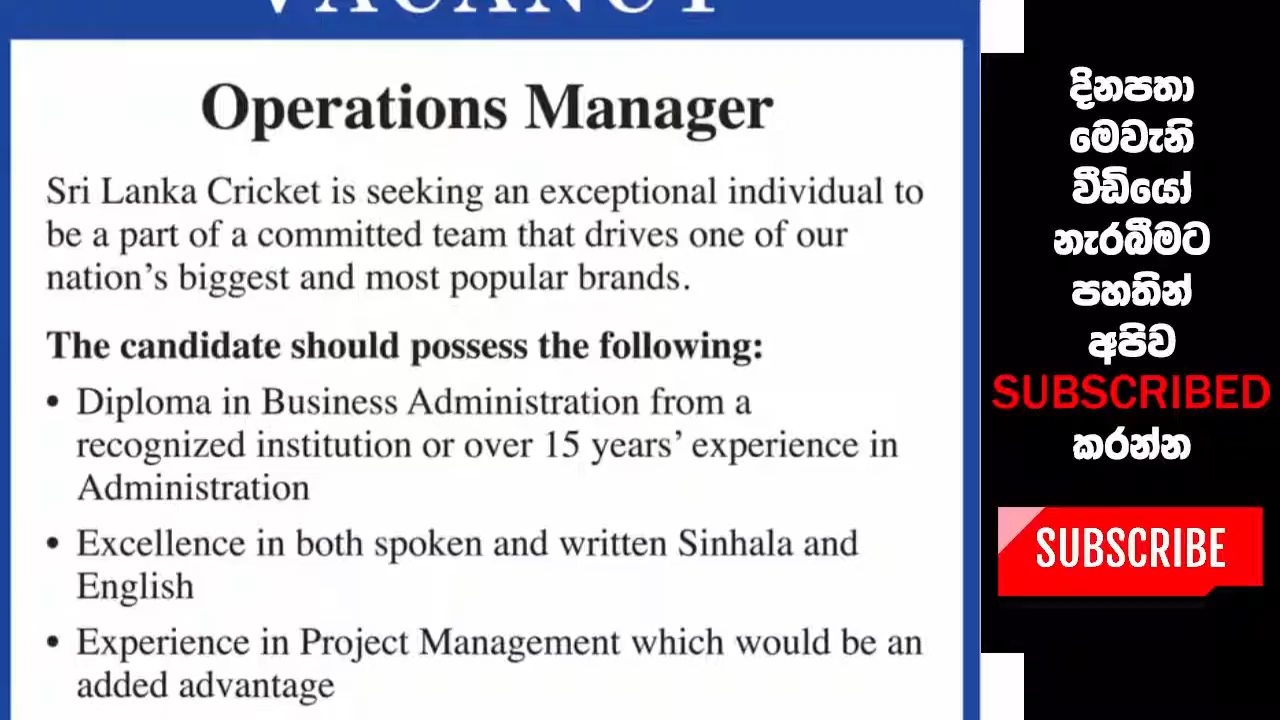 VACANCY
Operations Manager
Sri Lanka Cricket is seeking an exceptional individual to
be a part of a committed team that drives one of our
nation’s biggest and most popular brands.
The candidate should possess the following:
• Diploma in Business Administration from a
recognized institution or over 15 years’ experience in
Administration
• Excellence in both spoken and written Sinhala and
English
• Experience in Project Management which would be an
added advantage
දිනපතා
මෙවැනි
වීඩියෝ
නැරඹීමට
පහතින්
අපිව
SUBSCRIBED
කරන්න
SUBSCRIBE